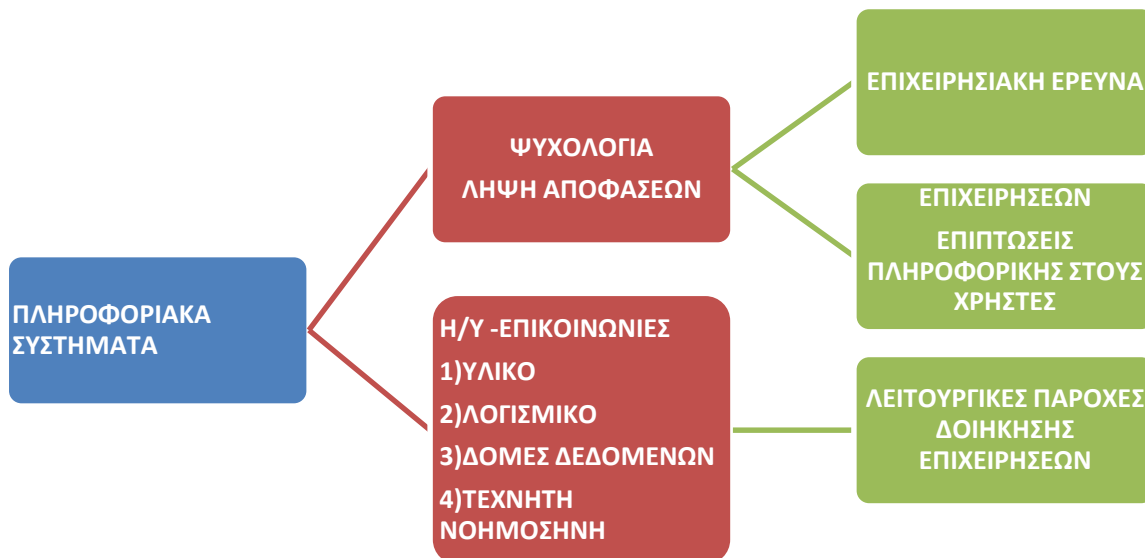 ΠΛΗΡΟΦΟΡΙΑΚΑ
ΣΥΣΤΗΜΑΤΑ
ΨΥΧΟΛΟΓΙΑ
ΛΗΨΗ ΑΠΟΦΑΣΕΩΝ
Η/Υ -ΕΠΙΚΟΙΝΩΝΙΕΣ
1)ΥΛΙΚΟ
2)ΛΟΓΙΣΜΙΚΟ
3)ΔΟΜΕΣ ΔΕΔΟΜΕΝΩΝ
4)ΤΕΧΝΗΤΗ
ΝΟΗΜΟΣΗΝΗ
ΕΠΙΧΕΙΡΗΣΙΑΚΗ ΕΡΕΥΝΑ
ΕΠΙΧΕΙΡΗΣΕΩΝ
ΕΠΙΠΤΩΣΕΙΣ
ΠΛΗΡΟΦΟΡΙΚΗΣ ΣΤΟΥΣ
ΧΡΗΣΤΕΣ
ΛΕΙΤΟΥΡΓΙΚΕΣ ΠΑΡΟΧΕΣ
ΔΟΙΗΚΗΣΗΣ
ΕΠΙΧΕΙΡΗΣΕΩΝ